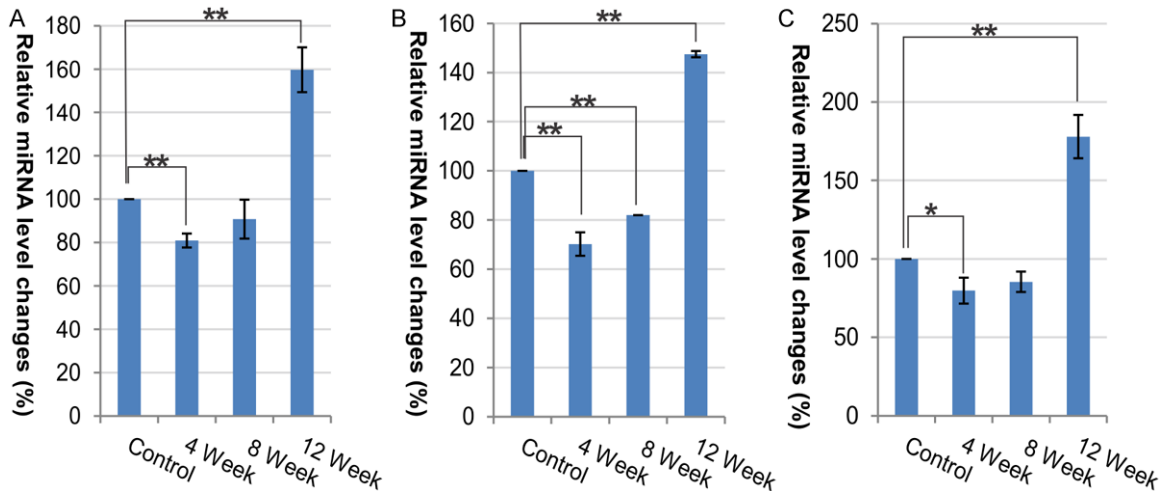 A
Relative miRNA level changes (%)
180
160
140
120
100
80
60
40
20
0
**
**
Control
4 Week
8 Week
12 Week
B
Relative miRNA level changes (%)
160
140
120
100
80
60
40
20
0
**
**
**
Control
4 Week
8 Week
12 Week
C
Relative miRNA level changes (%)
250
200
150
100
50
0
**
*
Control
4 Week
8 Week
12 Week